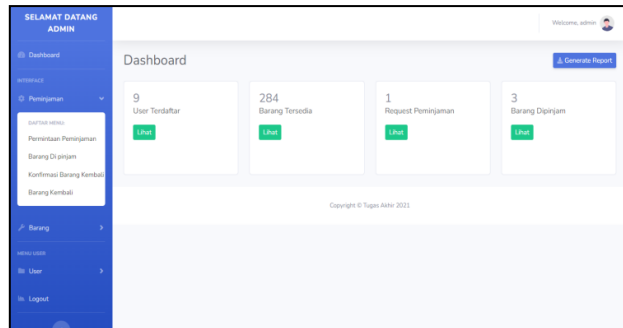 SELAMAT DATANG
ADMIN
Welcome, admin
Dashboard
Dashboard
Generate Report
INTERFACE
Peminjaman
DAFTAR MENU:
Permintaan Peminjaman
Barang Di pinjam
Konfirmasi Barang Kembali
Barang Kembali
Barang
MENU USER
User
Logout
9
User Terdaftar
Lihat
284
Barang Tersedia
Lihat
1
Request Peminjaman
Lihat
3
Barang Dipinjam
Lihat
Copyright © Tugas Akhir 2021